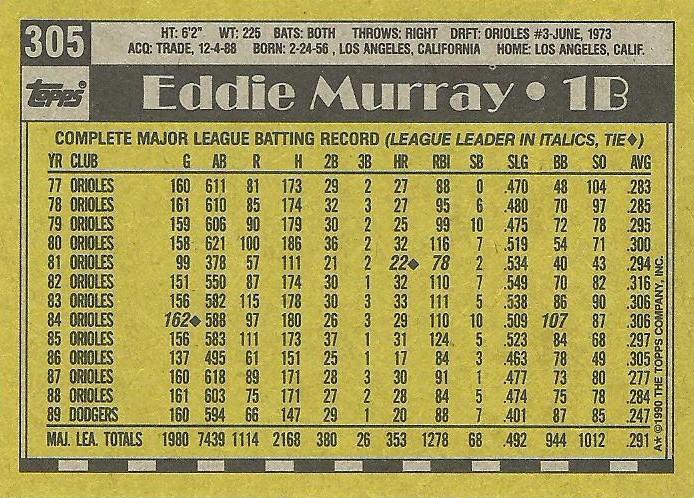 305
HT: 6'2" WT: 225 BATS: BOTH THROWS: RIGHT DRFT: ORIOLES #3-JUNE, 1973
ACQ: TRADE, 12-4-88 BORN: 2-24-56 , LOS ANGELES, CALIFORNIA HOME: LOS ANGELES, CALIF.
TOPPS® Eddie Murray • 1B
COMPLETE MAJOR LEAGUE BATTING RECORD (LEAGUE LEADER IN ITALICS, TIE◆)
YR CLUB G AB R H 2B 3B HR RBI SB SLG BB SO AVG
77 ORIOLES 160 611 81 173 29 2 27 88 0 .470 48 104 .283
78 ORIOLES 161 610 85 174 32 3 27 95 6 .480 70 97 .285
79 ORIOLES 159 606 90 179 30 2 25 99 10 .475 72 78 .295
80 ORIOLES 158 621 100 186 36 2 32 116 7 .519 54 71 .300
81 ORIOLES 99 378 57 111 21 2 22◆ 78 2 .534 40 43 .294
82 ORIOLES 151 550 87 174 30 1 32 110 7 .549 70 82 .316
83 ORIOLES 156 582 115 178 30 3 33 111 5 .538 86 90 .306
84 ORIOLES 162◆ 588 97 180 26 3 29 110 10 .509 107 87 .306
85 ORIOLES 156 583 111 173 37 1 31 124 5 .523 84 68 .297
86 ORIOLES 137 495 61 151 25 1 17 84 3 .463 78 49 .305
87 ORIOLES 160 618 89 171 28 3 30 91 1 .477 73 80 .277
88 ORIOLES 161 603 75 171 27 2 28 84 5 .474 75 78 .284
89 DODGERS 160 594 66 147 29 1 20 88 7 .401 87 85 .247
MAJ. LEA. TOTALS 1980 7439 1114 2168 380 26 353 1278 68 .492 944 1012 .291
A★ ©1990 THE TOPPS COMPANY, INC.